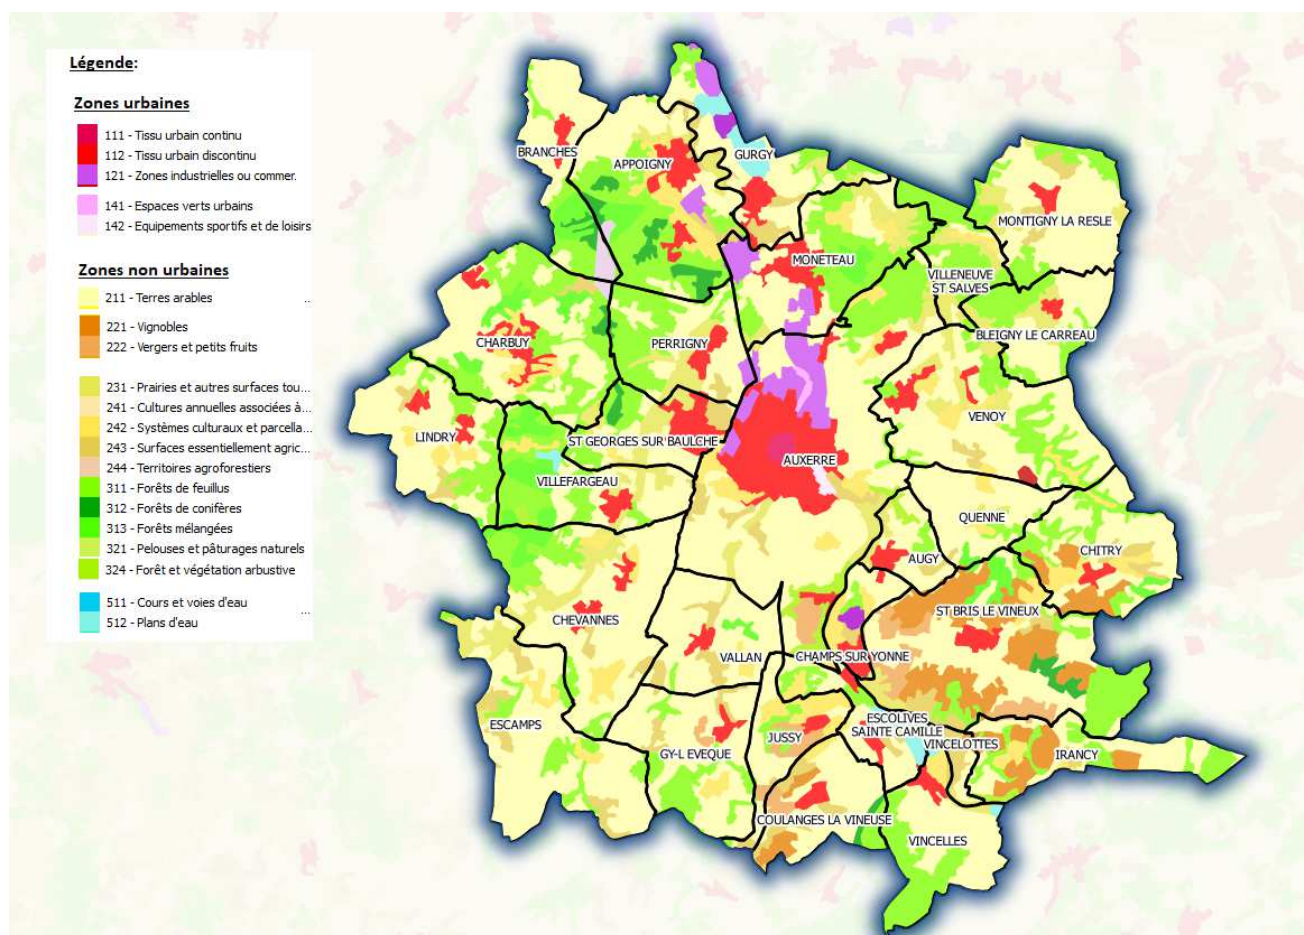 Légende:
Zones urbaines
111 - Tissu urbain continu
112 - Tissu urbain discontinu
121 - Zones industrielles ou commer.
141 - Espaces verts urbains
142 - Equipements sportifs et de loisirs
Zones non urbaines
211 - Terres arables ..
221 - Vignobles
222 - Vergers et petits fruits
231 - Prairies et autres surfaces tou...
241 - Cultures annuelles associées à...
242 - Systèmes culturaux et parcella...
243 - Surfaces essentiellement agric...
244 - Territoires agroforestiers
311 - Forêts de feuillus
312 - Forêts de conifères
313 - Forêts mélangées
321 - Pelouses et pâturages naturels
324 - Forêt et végétation arbustive
511 - Cours et voies d'eau ...
512 - Plans d'eau
BRANCHES
APPOIGNY
GURGY
MONTIGNY LA RESLE
MONETEAU
VILLENEUVE
ST SALVES
BLEIGNY LE CARREAU
CHARBUY
PERRIGNY
VENOY
LINDRY
ST GEORGES SUR BAULCHE
AUXERRE
VILLEFARGEAU
QUENNE
AUGY
CHITRY
ST BRIS LE VINEUX
CHEVANNES
VALLAN
CHAMPS SUR YONNE
ESCAMPS
GY-L EVEQUE
JUSSY
ESCOLIVES
SAINTE CAMILLE
VINCELOTTES
IRANCY
COULANGES LA VINEUSE
VINCELLES